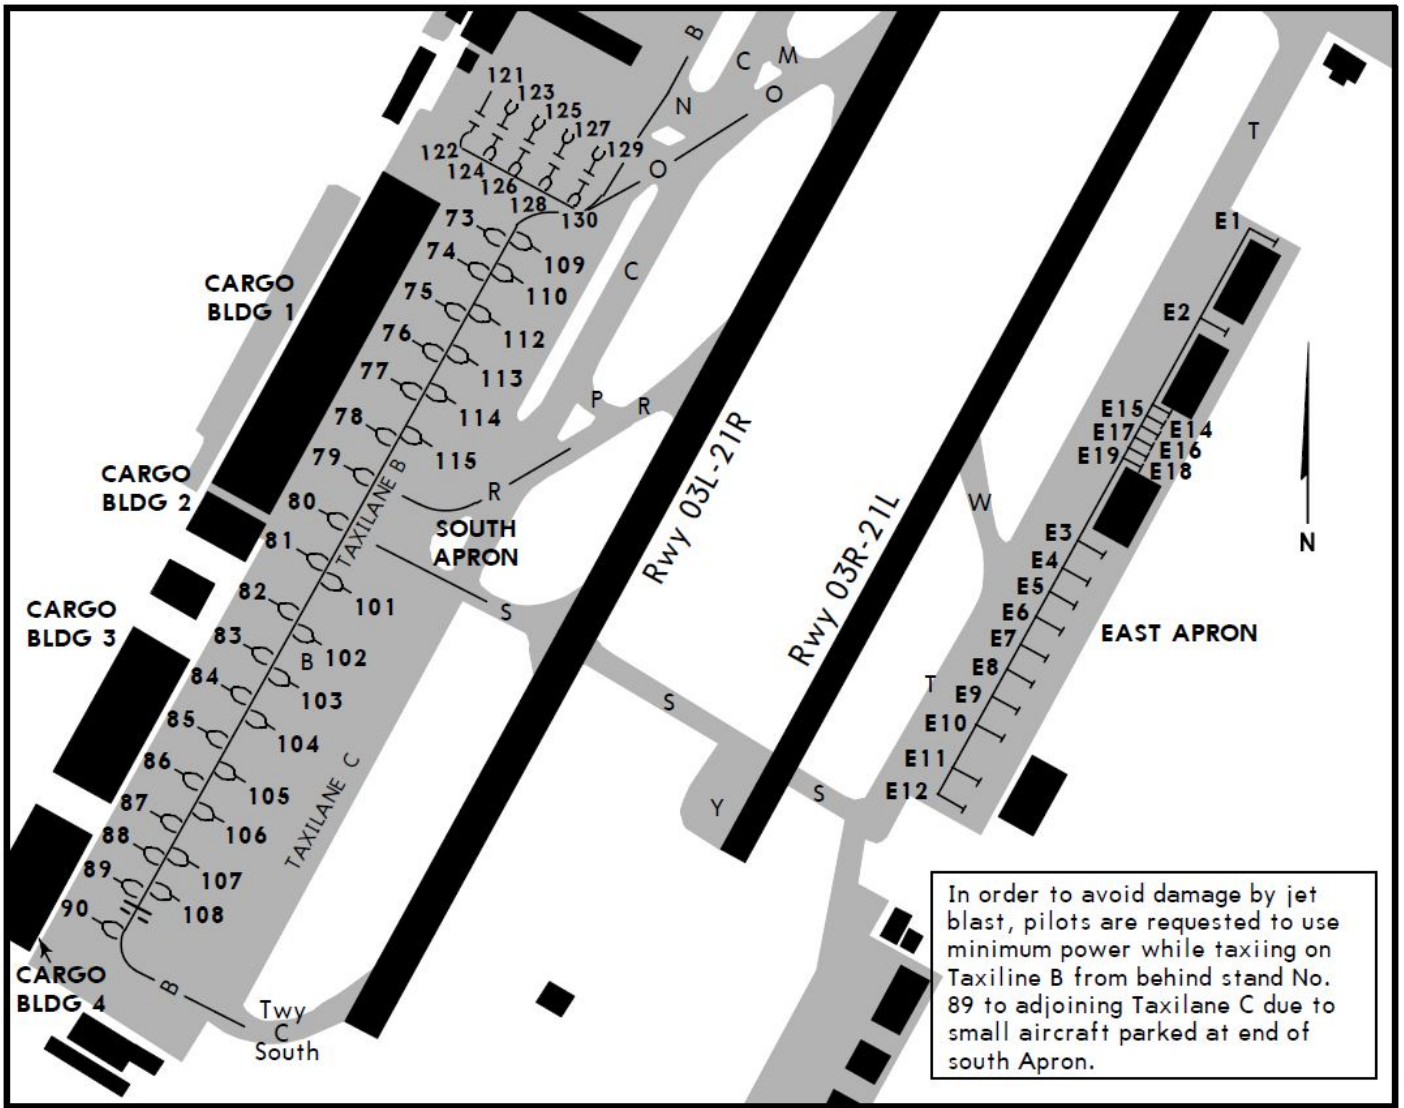 B
C
M
O
N
121
123
125
127
129
122
124
126
128
130
O
T
73
74
75
76
77
78
79
80
81
82
83
84
85
86
87
88
89
90
109
110
112
113
114
115
101
102
103
104
105
106
107
108
C
P
R
R
S
S
S
Y
W
T
B
B
TAXILANE B
TAXILANE C
SOUTH
APRON
CARGO
BLDG 1
CARGO
BLDG 2
CARGO
BLDG 3
CARGO
BLDG 4
Twy
C
South
Rwy 03L-21R
Rwy 03R-21L
E1
E2
E15
E17
E19
E14
E16
E18
E3
E4
E5
E6
E7
E8
E9
E10
E11
E12
EAST APRON
N
In order to avoid damage by jet
blast, pilots are requested to use
minimum power while taxiing on
Taxiline B from behind stand No.
89 to adjoining Taxilane C due to
small aircraft parked at end of
south Apron.